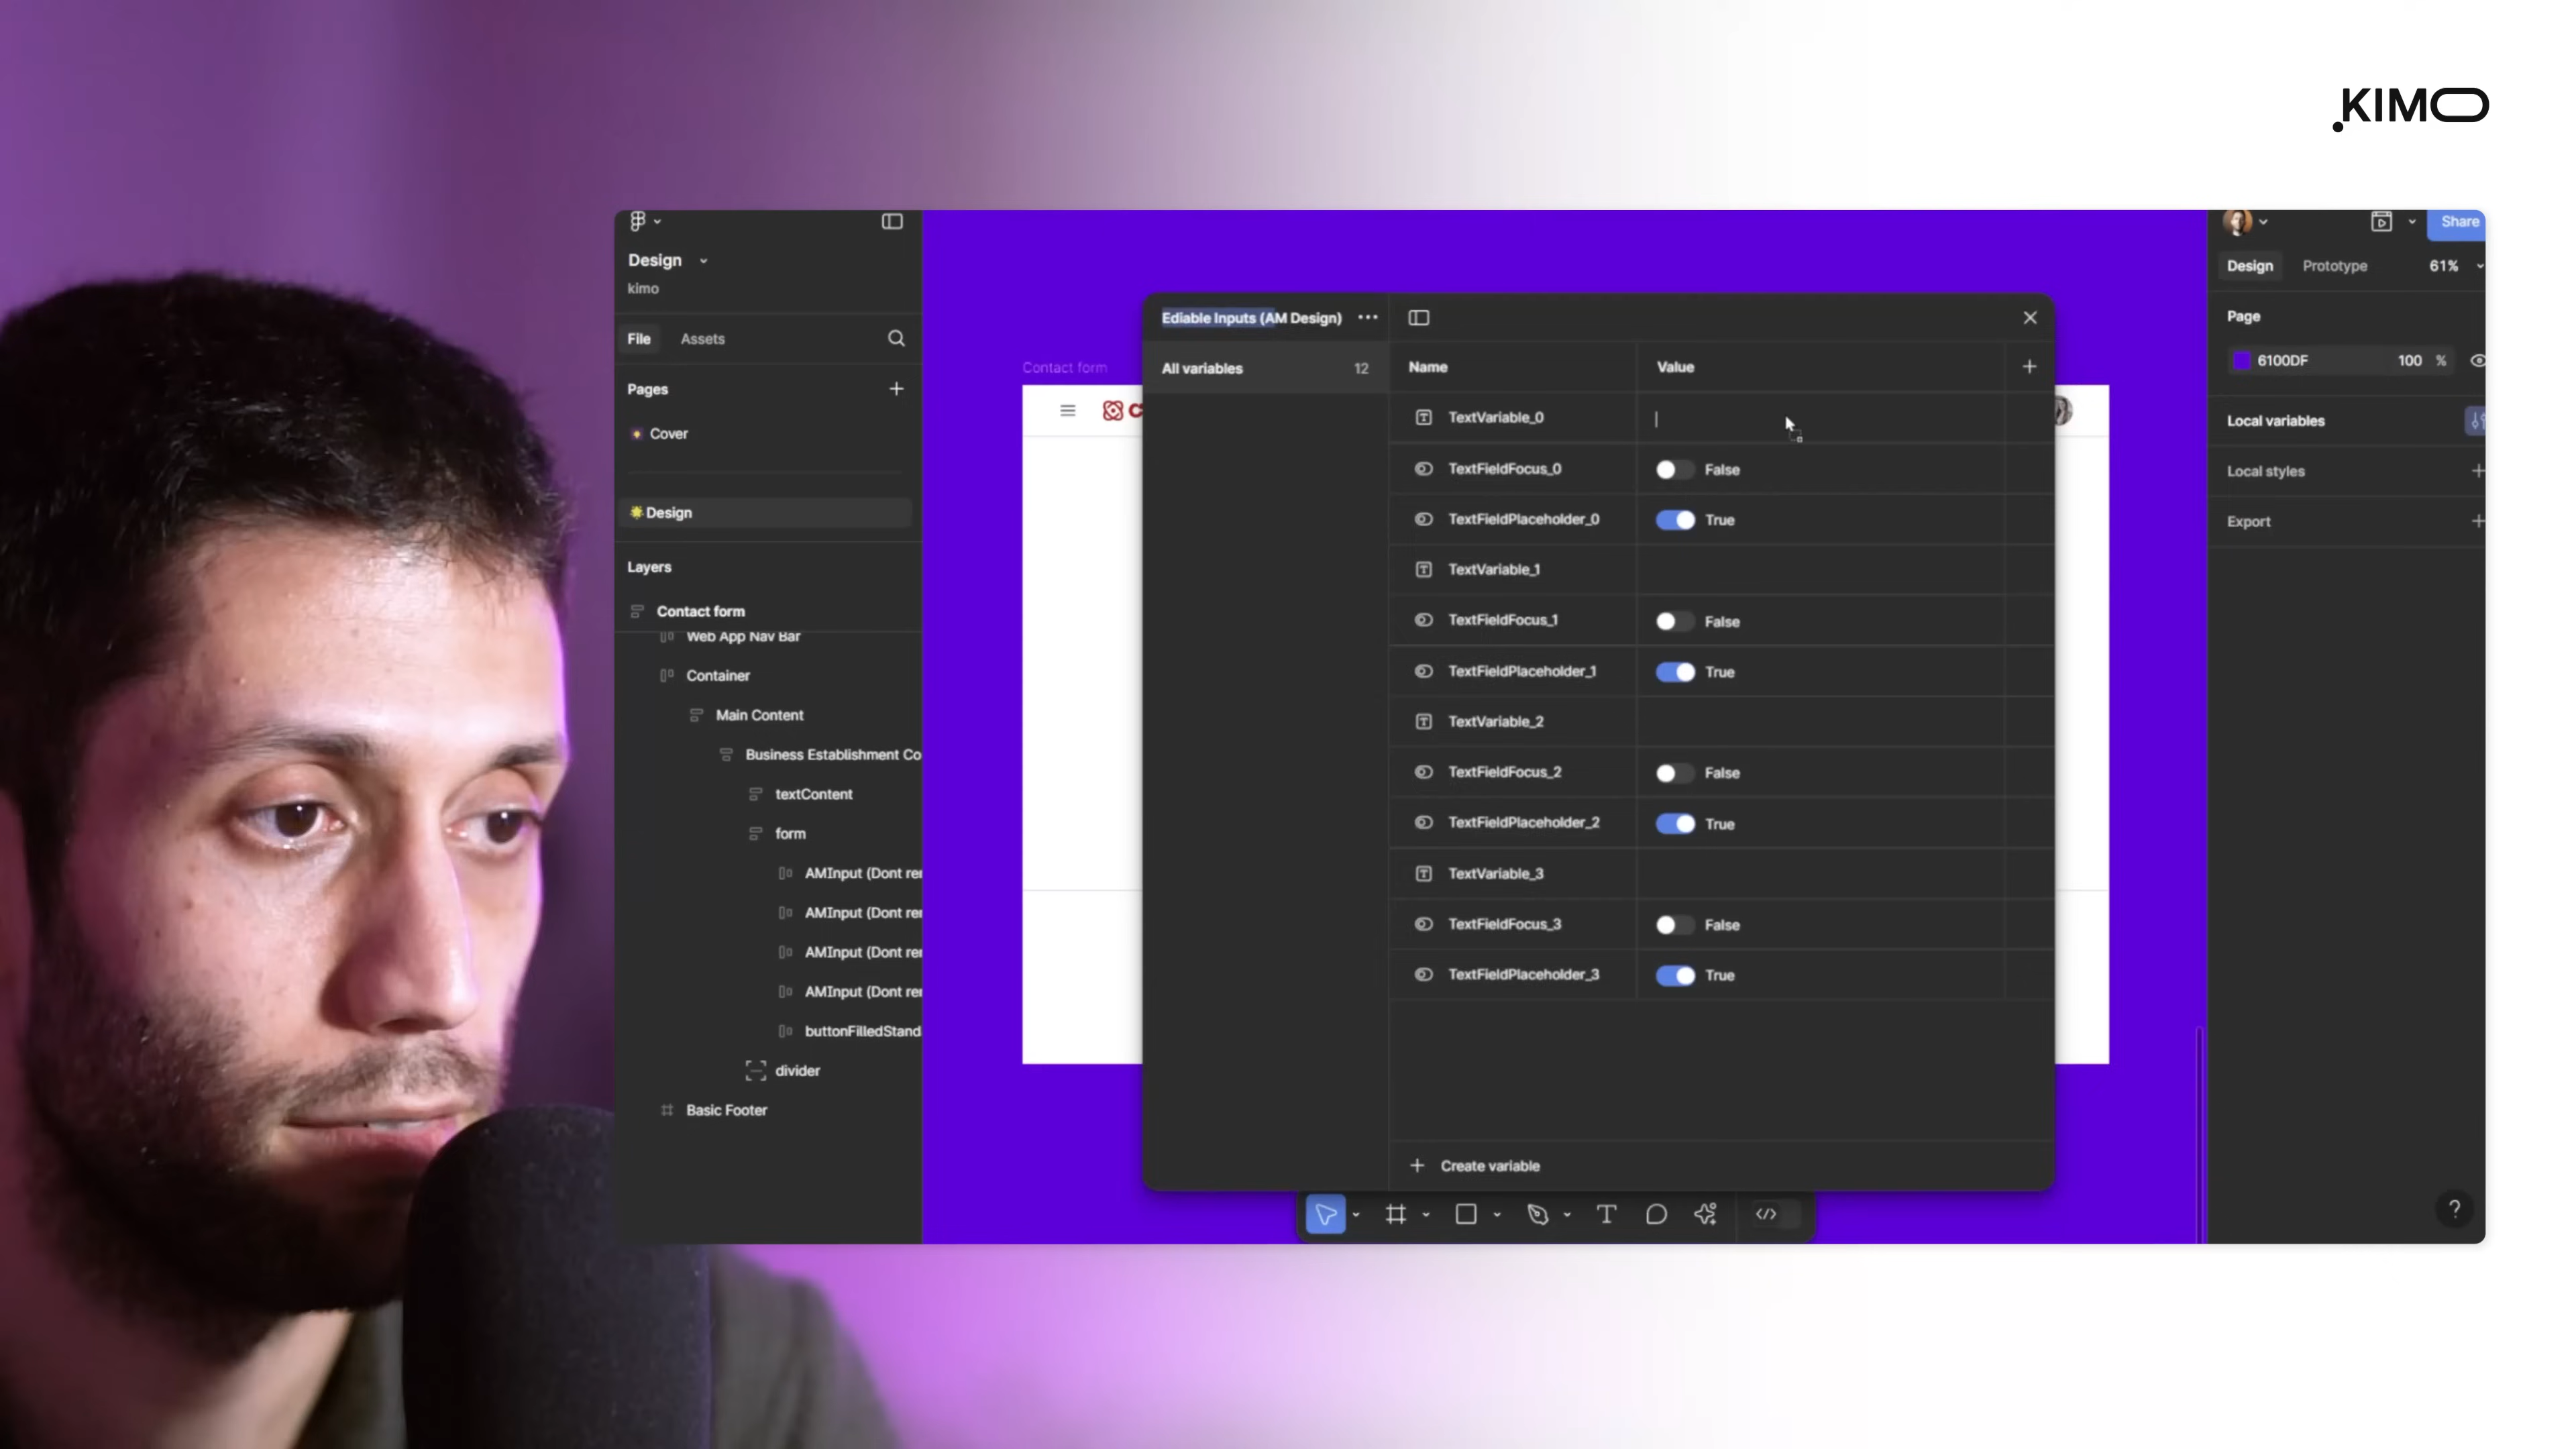 .KIMO
Design
kimo
File
Assets
Pages
Cover
Design
Layers
Contact form
Web App Nav Bar
Container
Main Content
Business Establishment Co
textContent
form
AMInput (Dont rer
AMInput (Dont rer
AMInput (Dont rer
AMInput (Dont rer
buttonFilledStand
divider
Basic Footer
Contact form
C
Ediable Inputs (AM Design)
All variables 12
Name Value
TextVariable_0
TextFieldFocus_0 False
TextFieldPlaceholder_0 True
TextVariable_1
TextFieldFocus_1 False
TextFieldPlaceholder_1 True
TextVariable_2
TextFieldFocus_2 False
TextFieldPlaceholder_2 True
TextVariable_3
TextFieldFocus_3 False
TextFieldPlaceholder_3 True
Create variable
Share
Design Prototype 61%
Page
6100DF 100 %
Local variables
Local styles
Export
?